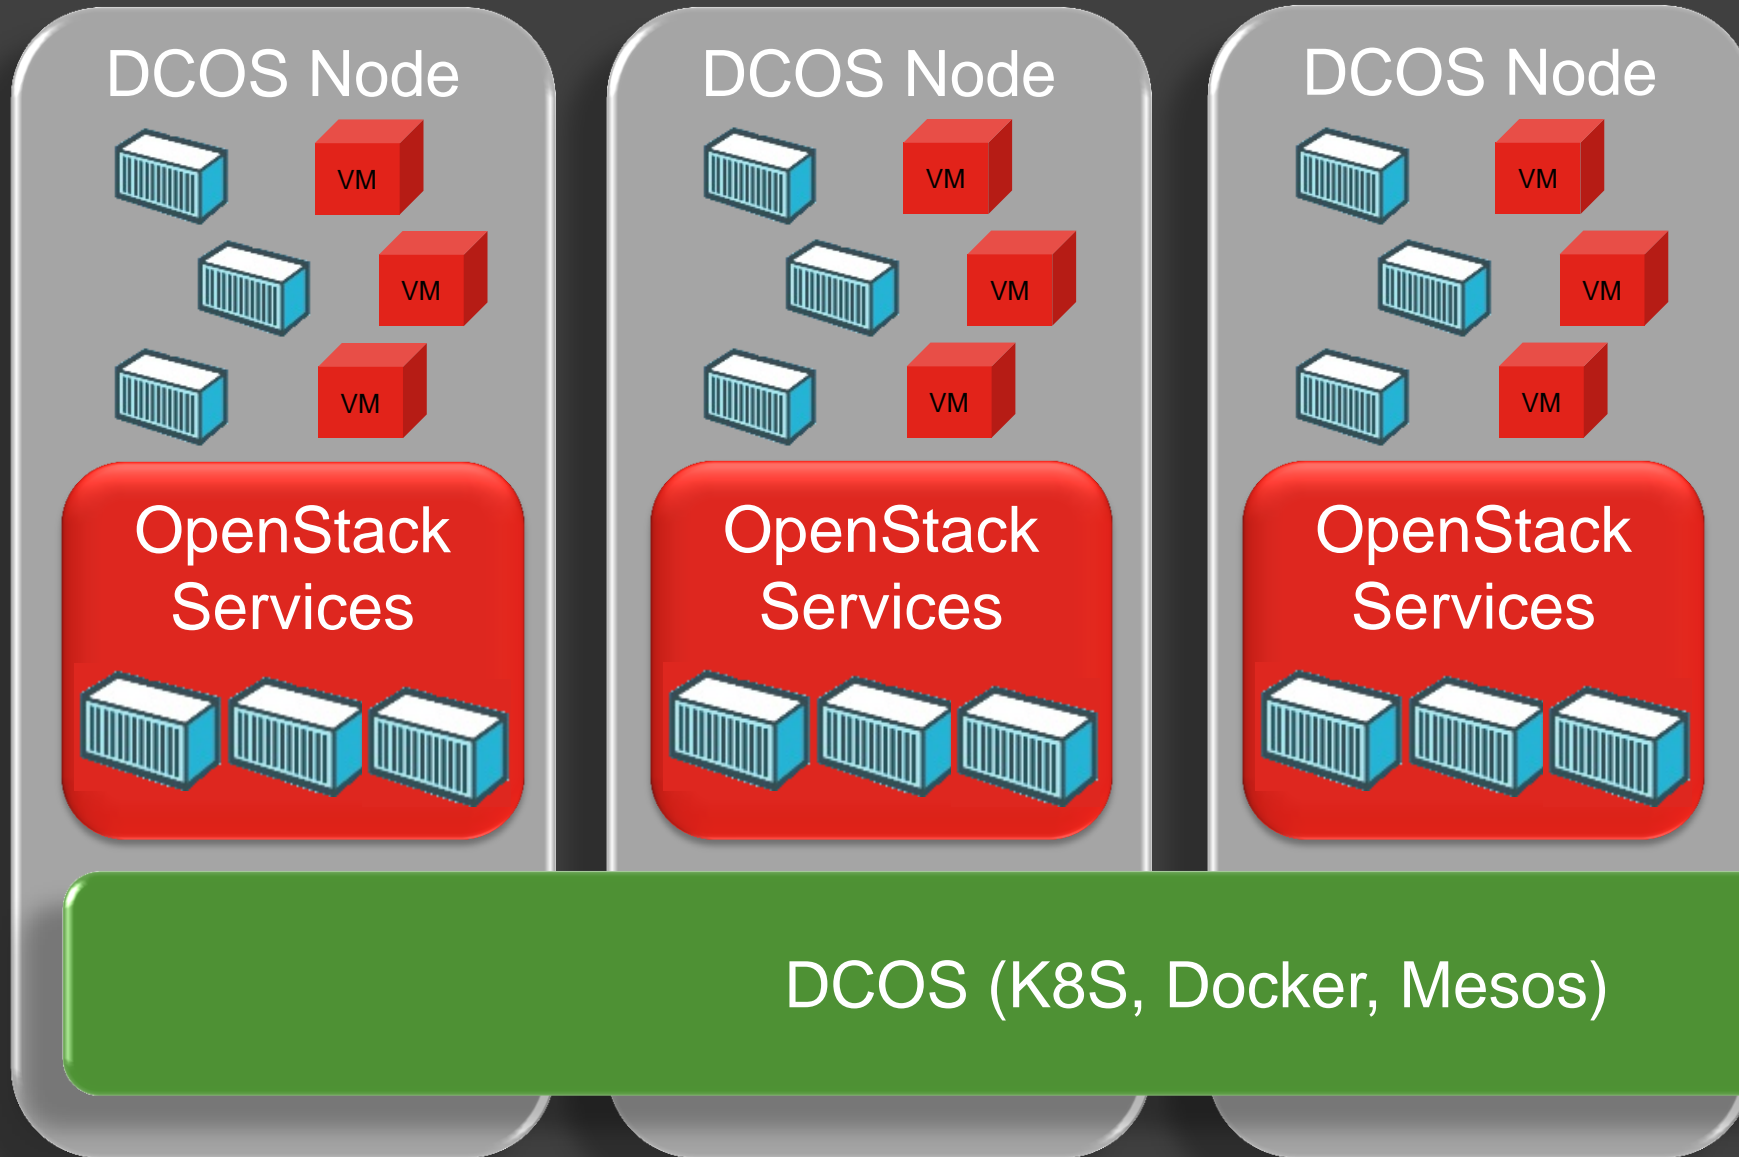 DCOS Node
VM
VM
VM
OpenStack
Services
DCOS Node
VM
VM
VM
OpenStack
Services
DCOS Node
VM
VM
VM
OpenStack
Services
DCOS (K8S, Docker, Mesos)